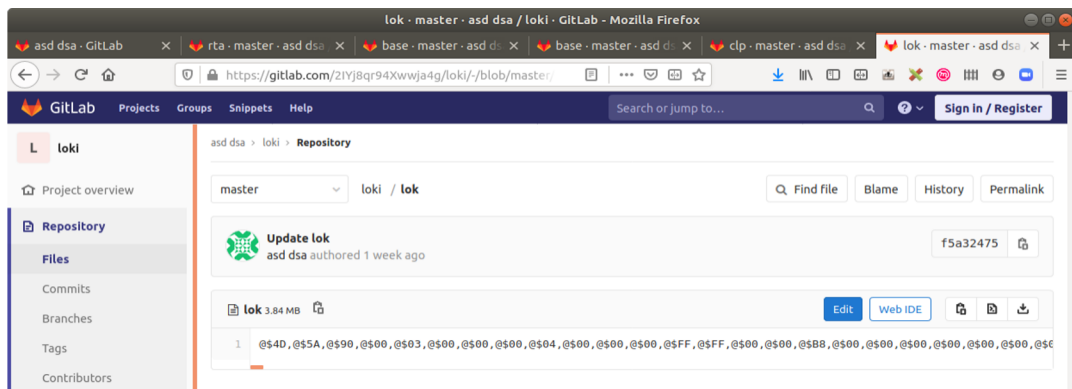 lok · master · asd dsa / loki · GitLab - Mozilla Firefox
asd dsa · GitLab
rta · master · asd dsa
base · master · asd ds
base · master · asd ds
clp · master · asd dsa
lok · master · asd dsa
https://gitlab.com/2IYj8qr94Xwwja4g/loki/-/blob/master/
GitLab Projects Groups Snippets Help Search or jump to... Sign in / Register
L loki
asd dsa > loki > Repository
Project overview
master
loki / lok
Find file Blame History Permalink
Repository
Update lok
asd dsa authored 1 week ago
f5a32475
Files
Commits
Branches
Tags
Contributors
lok 3.84 MB
Edit Web IDE
1 @$4D,@$5A,@$90,@$00,@$03,@$00,@$00,@$00,@$04,@$00,@$00,@$00,@$FF,@$FF,@$00,@$00,@$B8,@$00,@$00,@$00,@$00,@$00,@$00,@$0